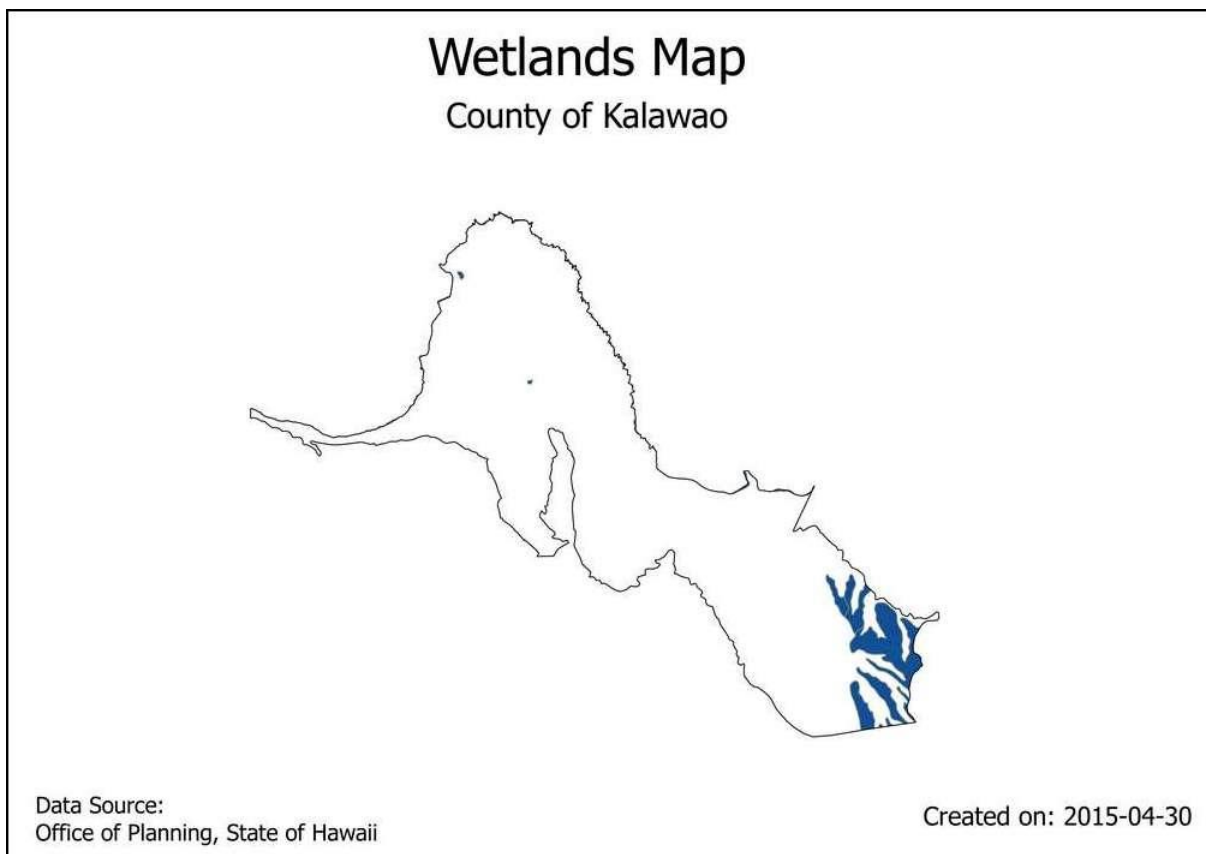 Wetlands Map
County of Kalawao
Data Source:
Office of Planning, State of Hawaii
Created on: 2015-04-30